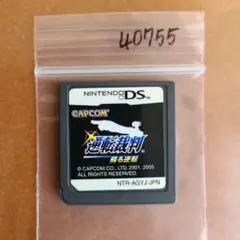 40755
NINTENDO DS™
CAPCOM®
逆転裁判
蘇る逆転
© CAPCOM CO., LTD. 2001, 2005
ALL RIGHTS RESERVED.
NTR-AGYJ-JPN